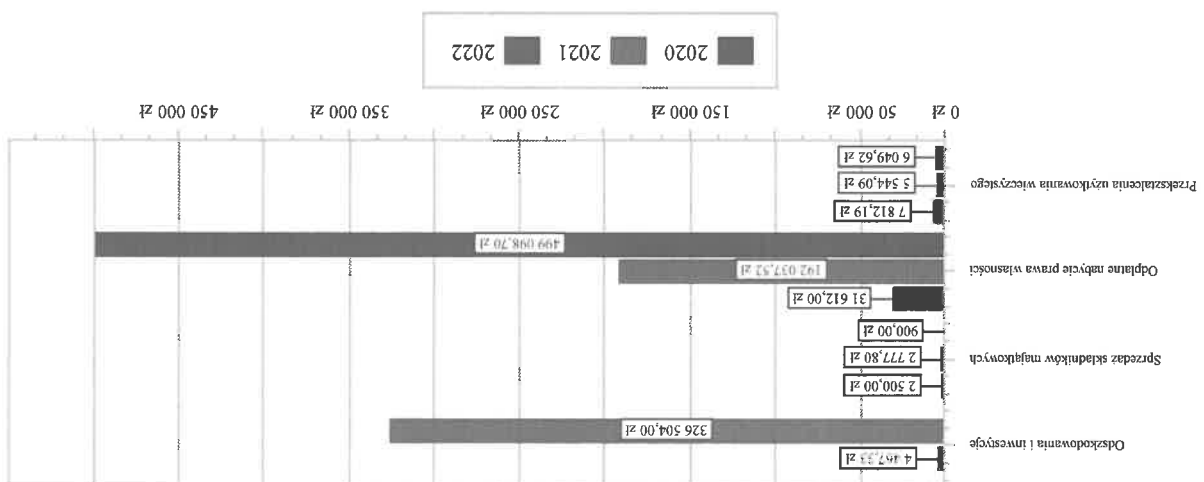 4 467,33 zł
Odszkodowania i inwestycje
326 504,00 zł
2 500,00 zł
Sprzedaż składników majątkowych
2 777,80 zł
900,00 zł
31 612,00 zł
Odpłatne nabycie prawa własności
192 037,52 zł
499 098,70 zł
7 812,19 zł
Przekształcenia użytkowania wieczystego
5 544,09 zł
6 049,62 zł
0 zł
50 000 zł
150 000 zł
250 000 zł
350 000 zł
450 000 zł
2020 2021 2022